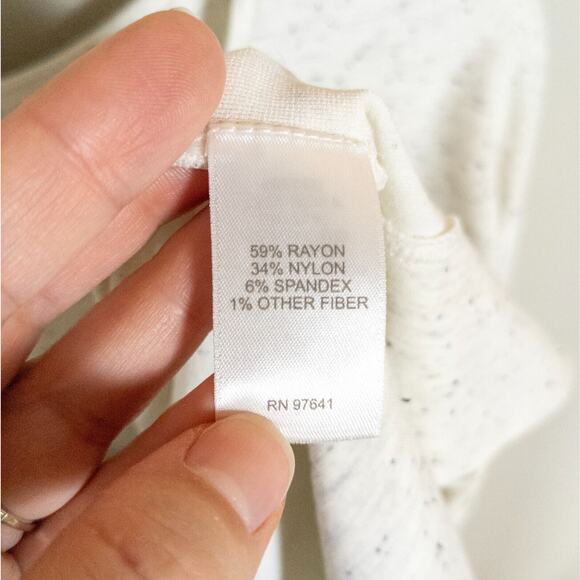 59% RAYON
34% NYLON
6% SPANDEX
1% OTHER FIBER
RN 97641